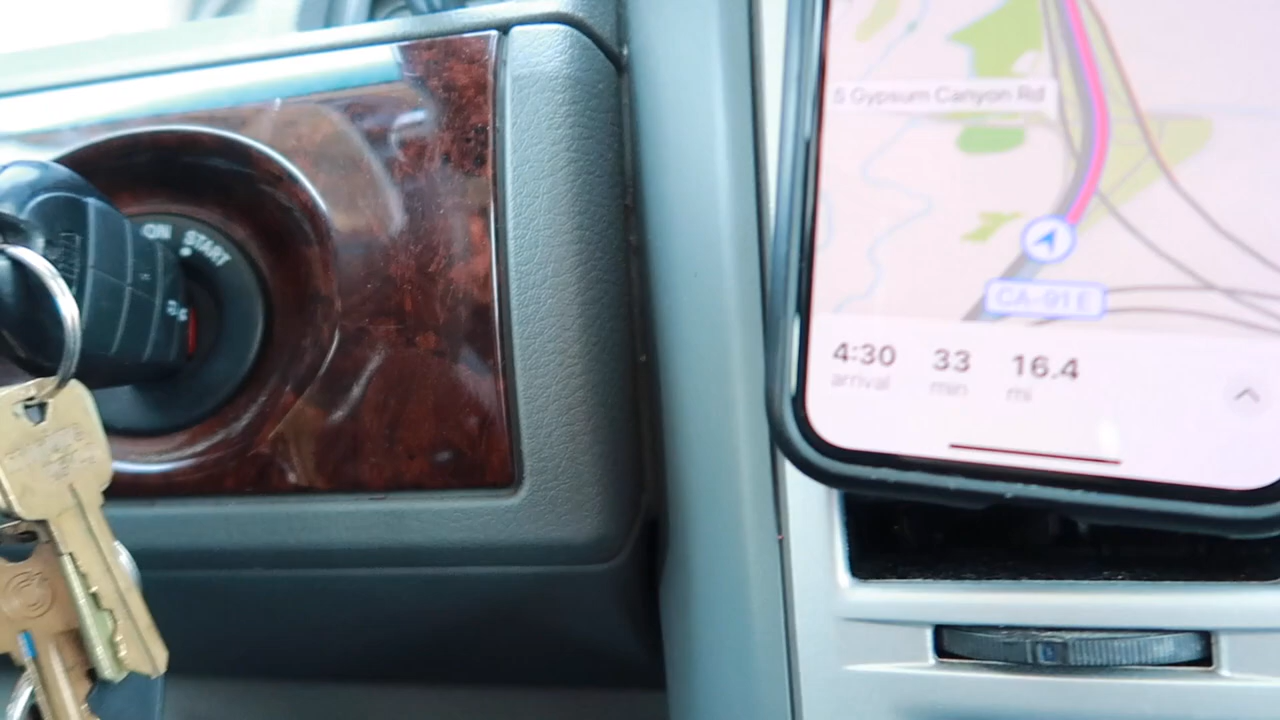 ON START
S Gypsum Canyon Rd
CA-91 E
4:30 33 16.4
arrival min mi